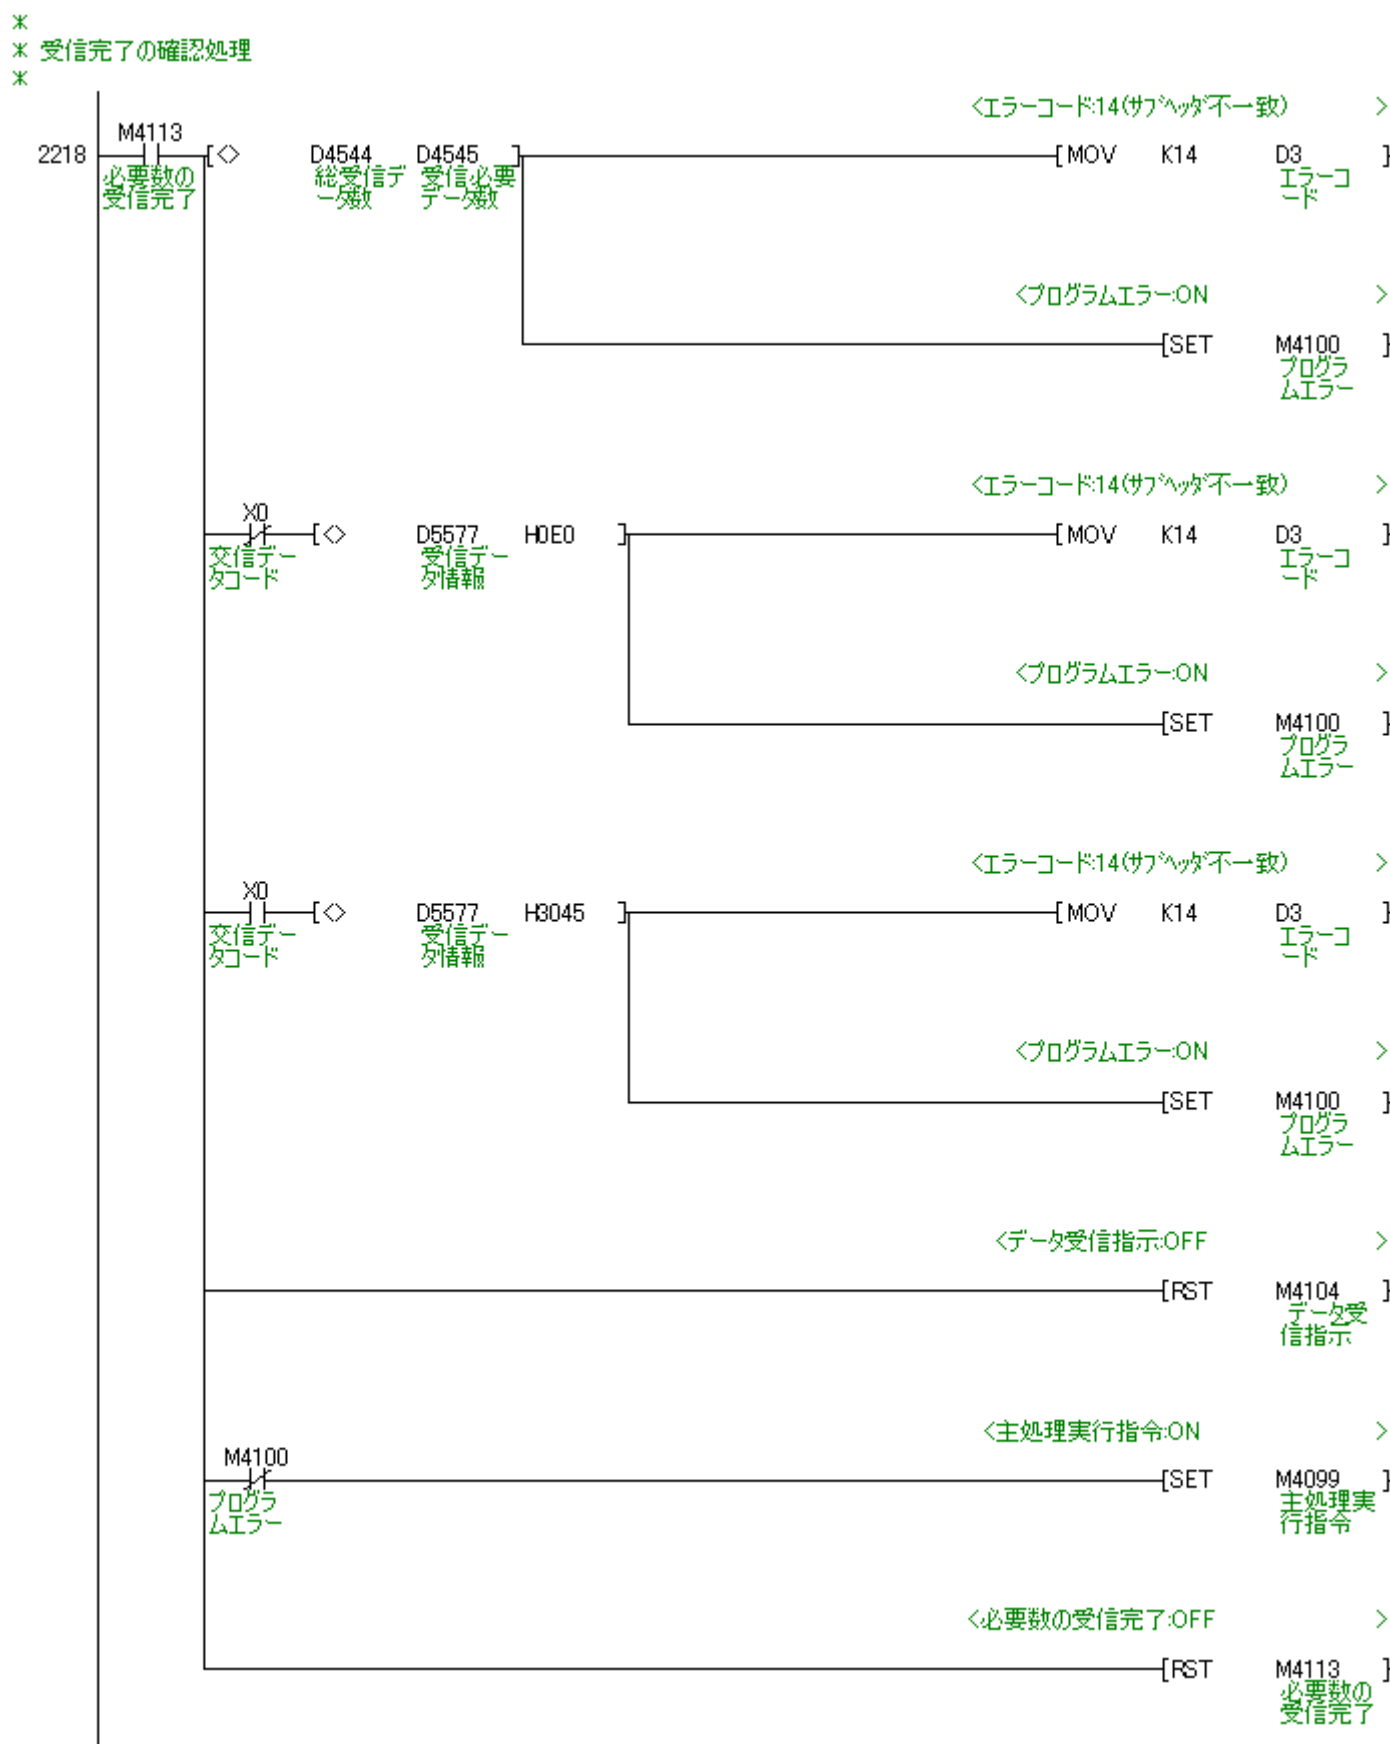 *
* 受信完了の確認処理
*
<エラーコード:14(サブヘッダ不一致) >
M4113
2218 [<> D4544 D4545 ] [MOV K14 D3 ]
必要数の 総受信デ 受信必要 エラーコ
受信完了 ータ数 データ数 ード
<プログラムエラー:ON >
[SET M4100 ]
プログラ
ムエラー
<エラーコード:14(サブヘッダ不一致) >
X0
[<> D5577 H0E0 ] [MOV K14 D3 ]
交信デー 受信デー エラーコ
タコード タ情報 ード
<プログラムエラー:ON >
[SET M4100 ]
プログラ
ムエラー
<エラーコード:14(サブヘッダ不一致) >
X0
[<> D5577 H3045 ] [MOV K14 D3 ]
交信デー 受信デー エラーコ
タコード タ情報 ード
<プログラムエラー:ON >
[SET M4100 ]
プログラ
ムエラー
<データ受信指示:OFF >
[RST M4104 ]
データ受
信指示
<主処理実行指令:ON >
M4100
[SET M4099 ]
プログラ 主処理実
ムエラー 行指令
<必要数の受信完了:OFF >
[RST M4113 ]
必要数の
受信完了